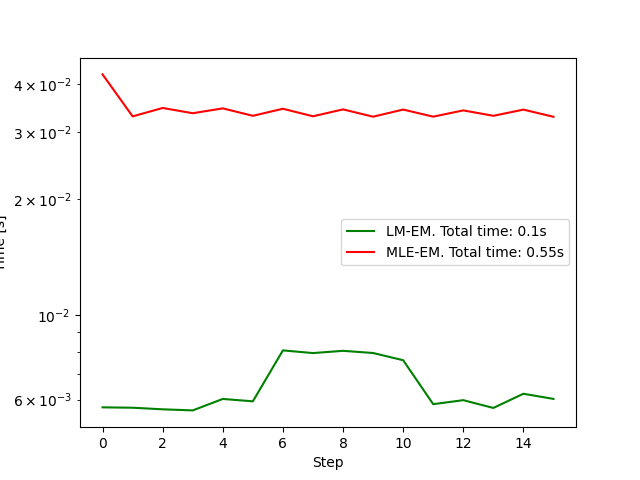 4 × 10⁻²
3 × 10⁻²
2 × 10⁻²
10⁻²
6 × 10⁻³
LM-EM. Total time: 0.1s
MLE-EM. Total time: 0.55s
0 2 4 6 8 10 12 14
Step